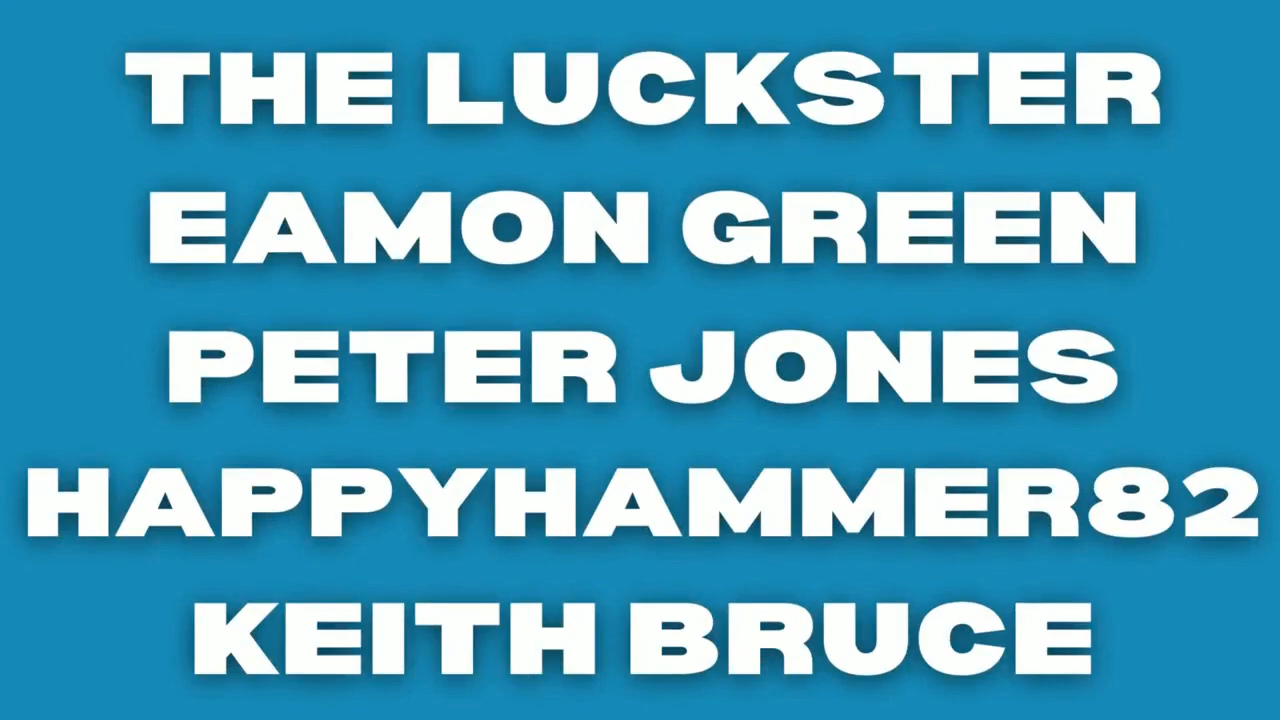 THE LUCKSTER
EAMON GREEN
PETER JONES
HAPPYHAMMER82
KEITH BRUCE